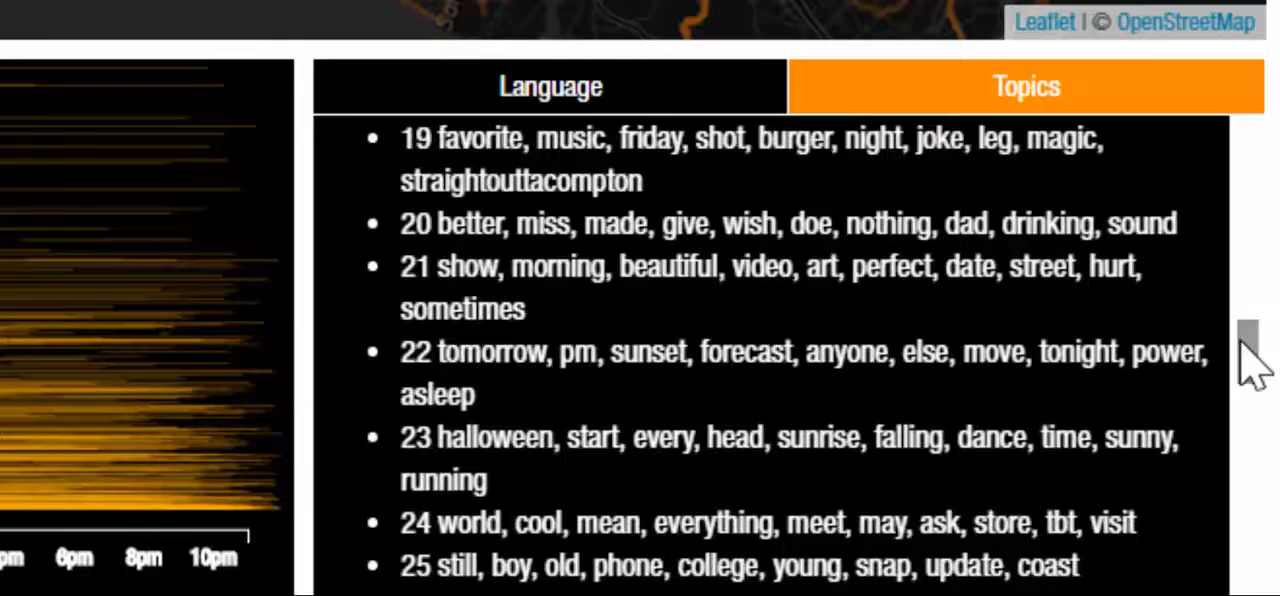 Leaflet | © OpenStreetMap
Language
Topics
19 favorite, music, friday, shot, burger, night, joke, leg, magic,
straightouttacompton
20 better, miss, made, give, wish, doe, nothing, dad, drinking, sound
21 show, morning, beautiful, video, art, perfect, date, street, hurt,
sometimes
22 tomorrow, pm, sunset, forecast, anyone, else, move, tonight, power,
asleep
23 halloween, start, every, head, sunrise, falling, dance, time, sunny,
running
24 world, cool, mean, everything, meet, may, ask, store, tbt, visit
25 still, boy, old, phone, college, young, snap, update, coast
pm 6pm 8pm 10pm